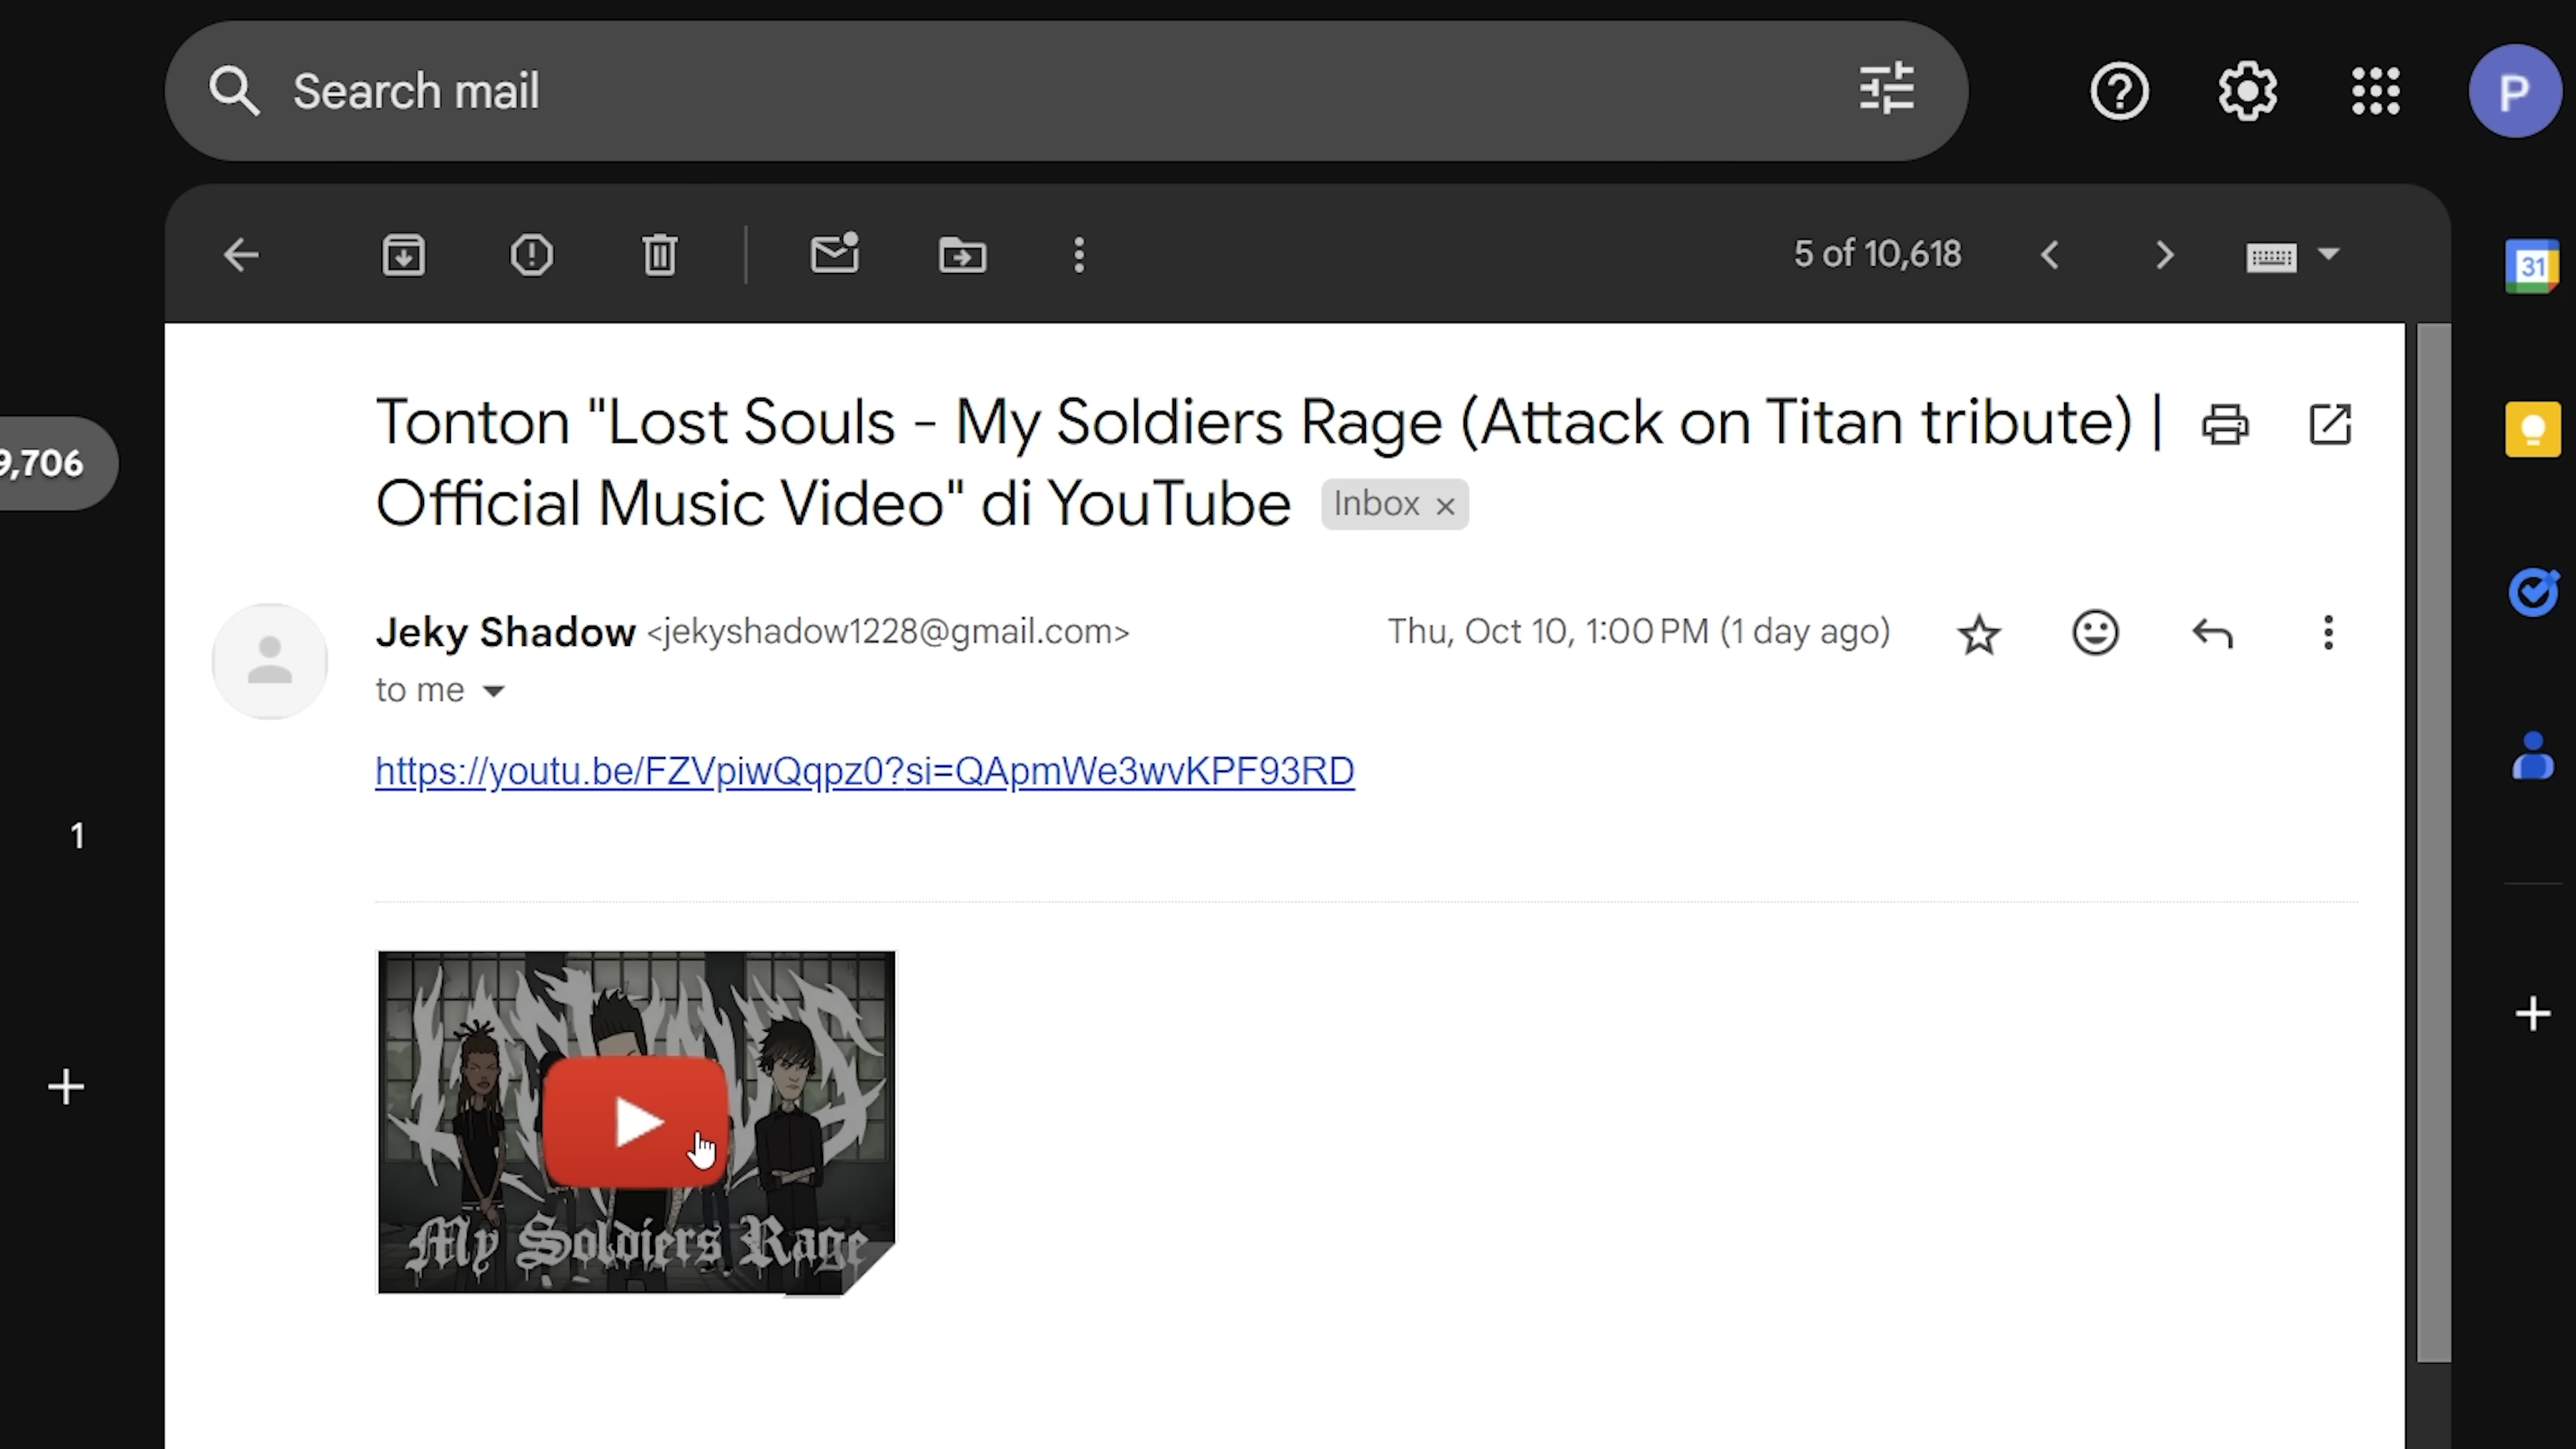 Search mail
P
5 of 10,618
31
Tonton "Lost Souls - My Soldiers Rage (Attack on Titan tribute) |
Official Music Video" di YouTube
Inbox ×
9,706
Jeky Shadow <jekyshadow1228@gmail.com>
Thu, Oct 10, 1:00 PM (1 day ago)
to me
https://youtu.be/FZVpiwQqpz0?si=QApmWe3wvKPF93RD
1
My Soldiers Rage